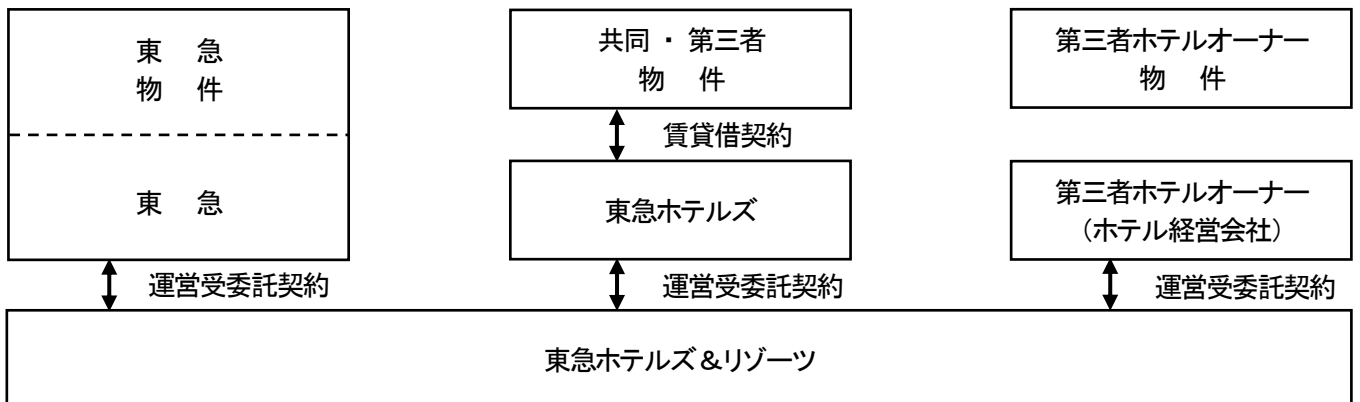 東 急
物 件
東 急
運営受委託契約
共同 ・ 第三者
物 件
賃貸借契約
東急ホテルズ
運営受委託契約
第三者ホテルオーナー
物 件
第三者ホテルオーナー
(ホテル経営会社)
運営受委託契約
東急ホテルズ&リゾーツ